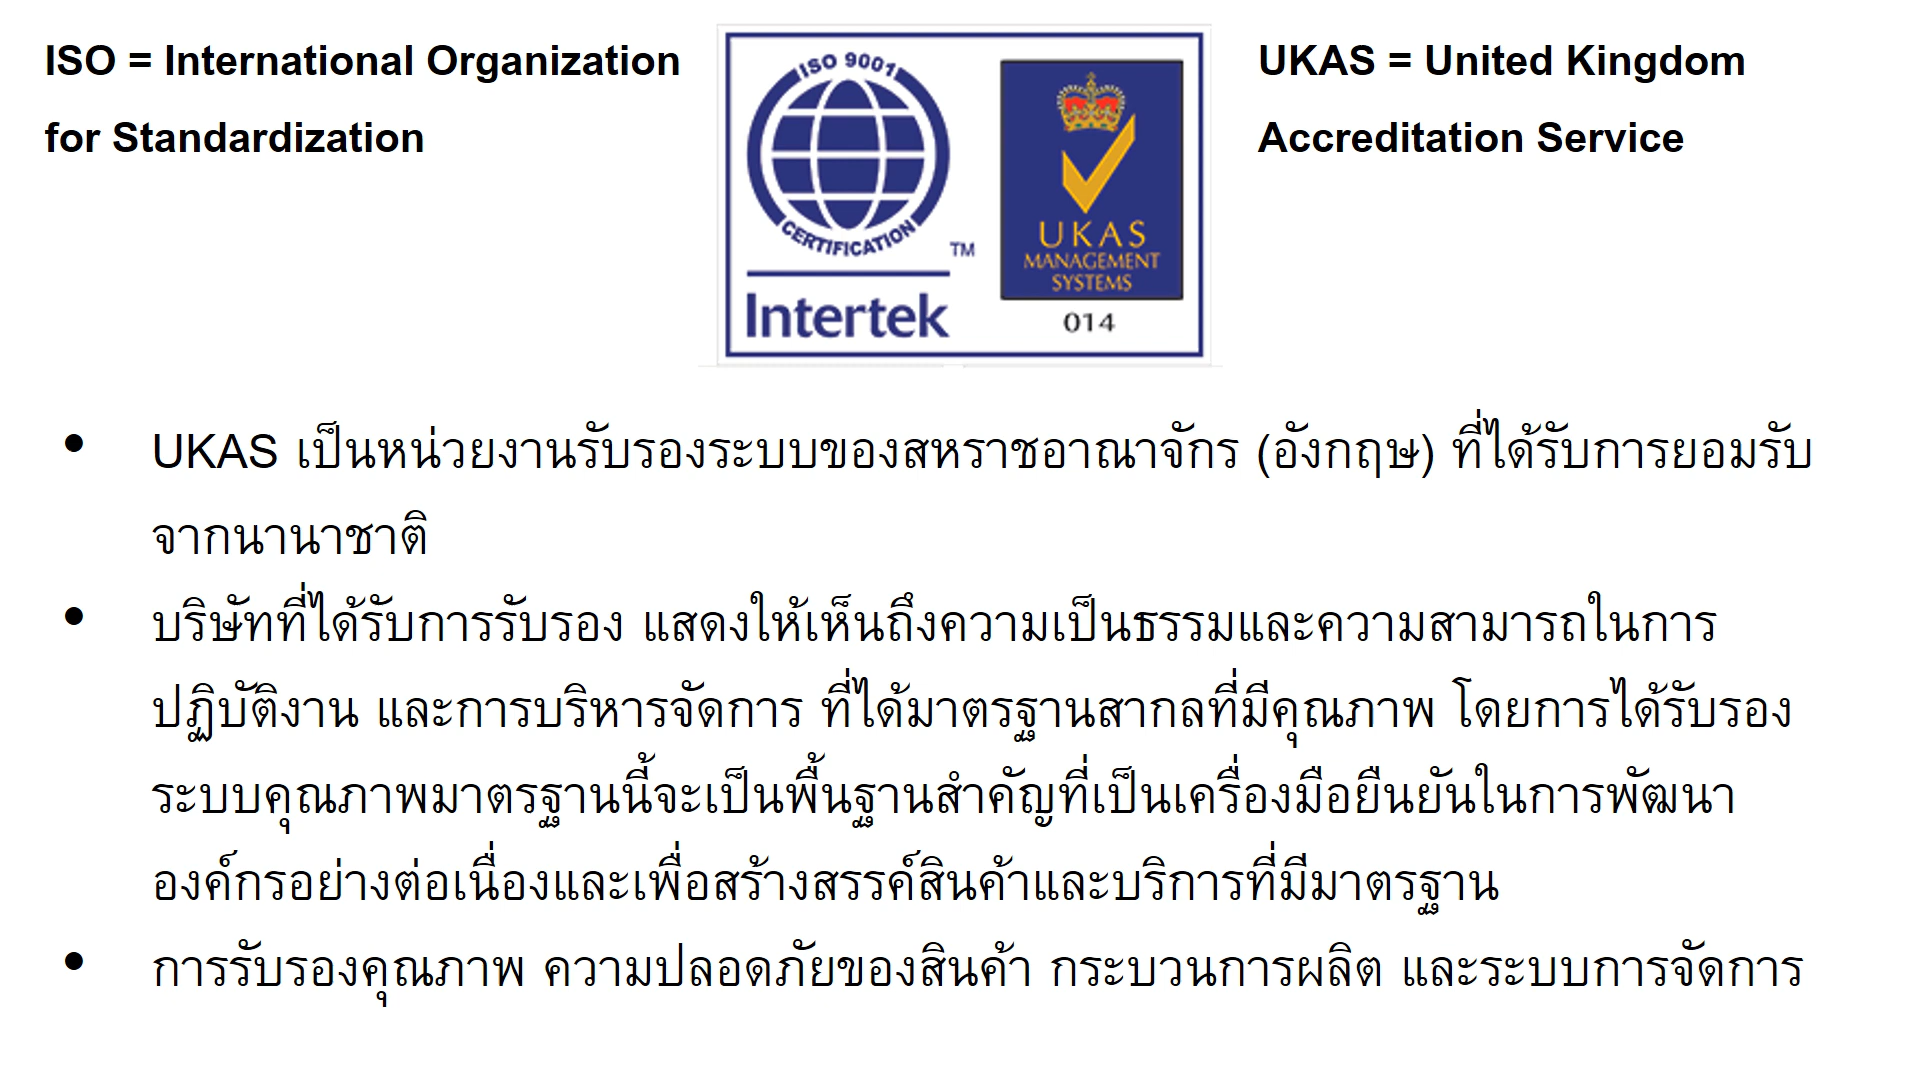 ISO = International Organization
for Standardization
ISO 9001
CERTIFICATION
TM
Intertek
UKAS
MANAGEMENT
SYSTEMS
014
UKAS = United Kingdom
Accreditation Service
• UKAS เป็นหน่วยงานรับรองระบบของสหราชอาณาจักร (อังกฤษ) ที่ได้รับการยอมรับ
จากนานาชาติ
• บริษัทที่ได้รับการรับรอง แสดงให้เห็นถึงความเป็นธรรมและความสามารถในการ
ปฏิบัติงาน และการบริหารจัดการ ที่ได้มาตรฐานสากลที่มีคุณภาพ โดยการได้รับรอง
ระบบคุณภาพมาตรฐานนี้จะเป็นพื้นฐานสำคัญที่เป็นเครื่องมือยืนยันในการพัฒนา
องค์กรอย่างต่อเนื่องและเพื่อสร้างสรรค์สินค้าและบริการที่มีมาตรฐาน
• การรับรองคุณภาพ ความปลอดภัยของสินค้า กระบวนการผลิต และระบบการจัดการ